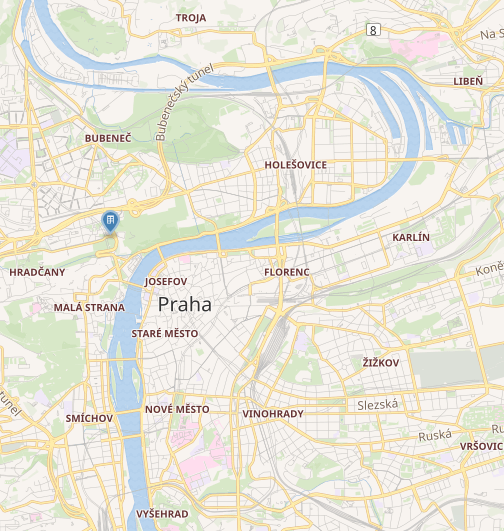 TROJA
8
Na S
LIBEŇ
Bubenečský tunel
BUBENEČ
HOLEŠOVICE
KARLÍN
HRADČANY
JOSEFOV
FLORENC
Koně
MALÁ STRANA
Praha
STARÉ MĚSTO
ŽIŽKOV
tunel
SMÍCHOV
NOVÉ MĚSTO
VINOHRADY
Slezská
Ruská
Ru
VRŠOVIC
VYŠEHRAD